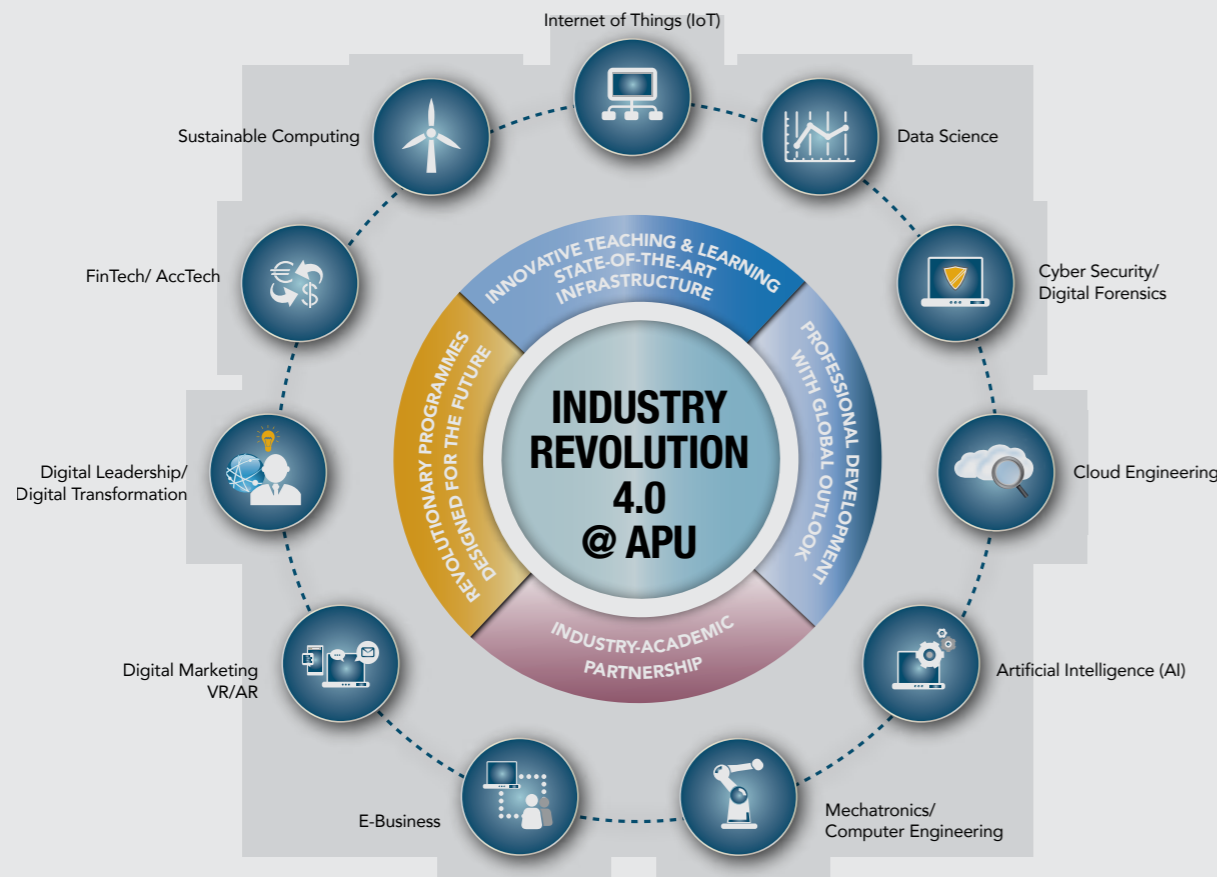 Internet of Things (IoT)
Sustainable Computing
Data Science
FinTech/ AccTech
Cyber Security/
Digital Forensics
INNOVATIVE TEACHING & LEARNING
STATE-OF-THE-ART
INFRASTRUCTURE
PROFESSIONAL DEVELOPMENT
WITH GLOBAL OUTLOOK
REVOLUTIONARY PROGRAMMES
DESIGNED FOR THE FUTURE
INDUSTRY
REVOLUTION
4.0
@ APU
INDUSTRY-ACADEMIC
PARTNERSHIP
Digital Leadership/
Digital Transformation
Cloud Engineering
Digital Marketing
VR/AR
Artificial Intelligence (AI)
E-Business
Mechatronics/
Computer Engineering